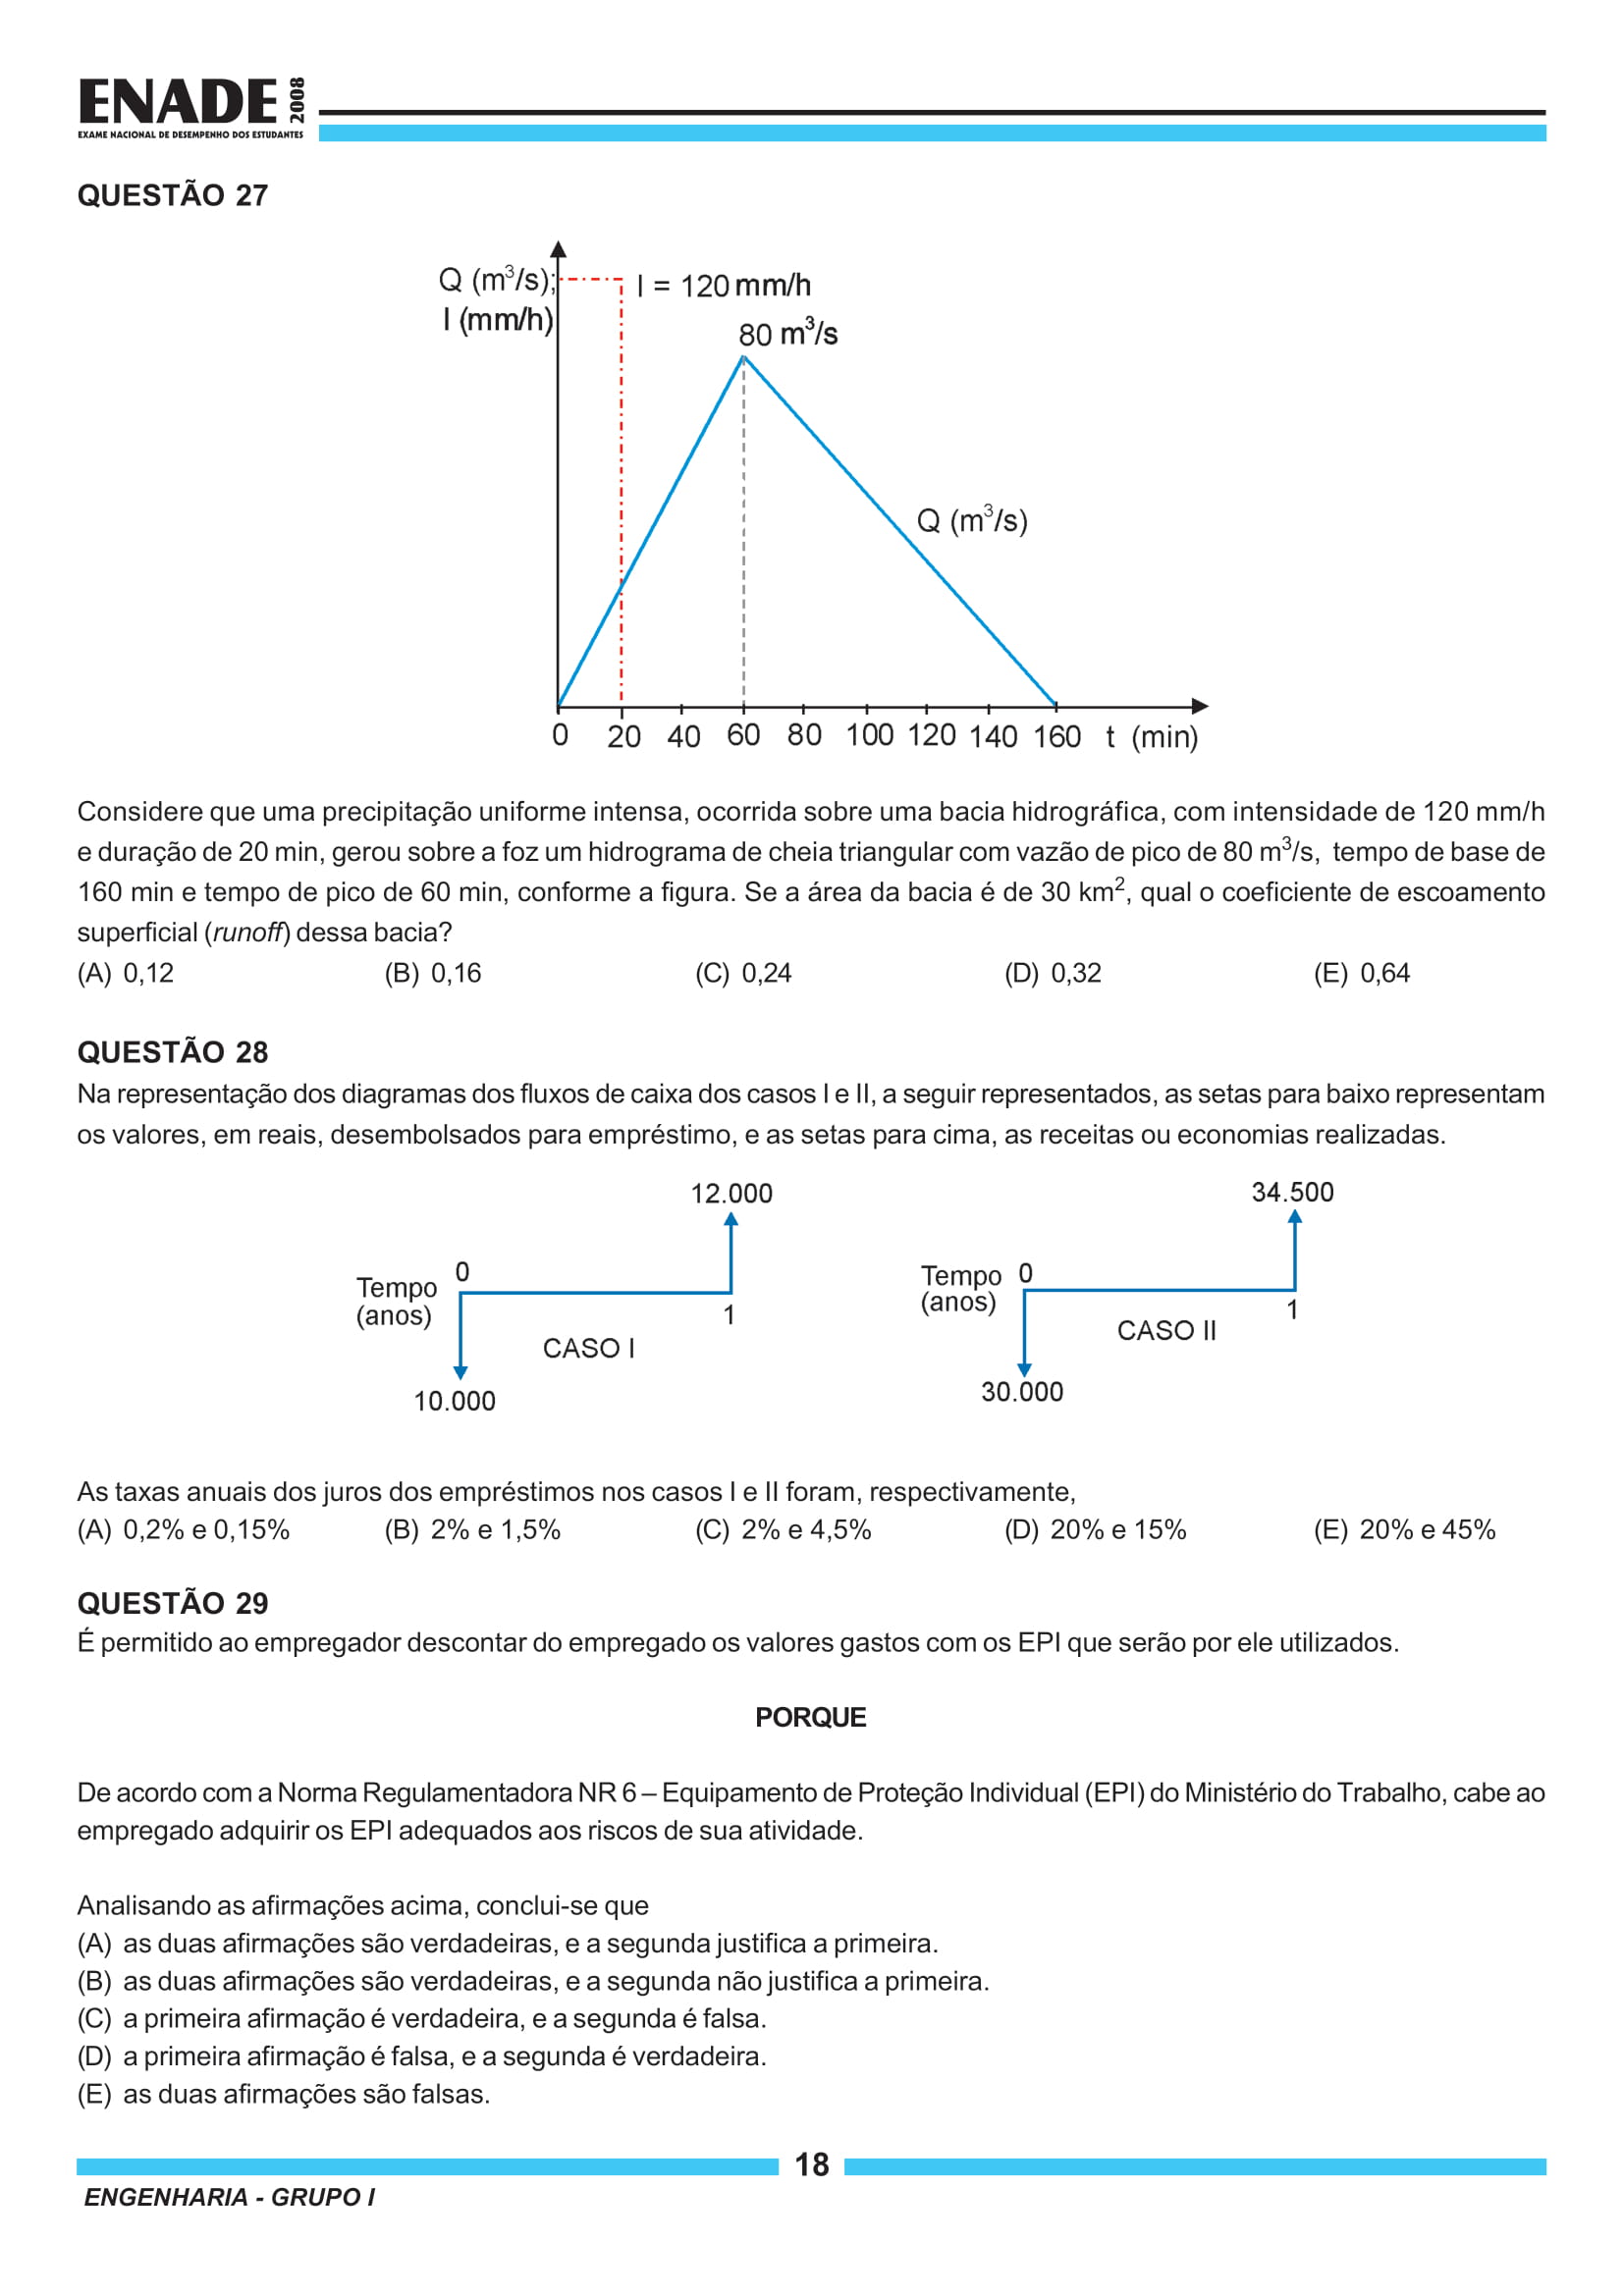 ENADE 2008
EXAME NACIONAL DE DESEMPENHO DOS ESTUDANTES
QUESTÃO 27
Q (m³/s);
I (mm/h)
I = 120 mm/h
80 m³/s
Q (m³/s)
0 20 40 60 80 100 120 140 160 t (min)
Considere que uma precipitação uniforme intensa, ocorrida sobre uma bacia hidrográfica, com intensidade de 120 mm/h
e duração de 20 min, gerou sobre a foz um hidrograma de cheia triangular com vazão de pico de 80 m³/s, tempo de base de
160 min e tempo de pico de 60 min, conforme a figura. Se a área da bacia é de 30 km², qual o coeficiente de escoamento
superficial (runoff) dessa bacia?
(A) 0,12 (B) 0,16 (C) 0,24 (D) 0,32 (E) 0,64
QUESTÃO 28
Na representação dos diagramas dos fluxos de caixa dos casos I e II, a seguir representados, as setas para baixo representam
os valores, em reais, desembolsados para empréstimo, e as setas para cima, as receitas ou economias realizadas.
12.000
Tempo
(anos)
0
1
CASO I
10.000
34.500
Tempo
(anos)
0
1
CASO II
30.000
As taxas anuais dos juros dos empréstimos nos casos I e II foram, respectivamente,
(A) 0,2% e 0,15% (B) 2% e 1,5% (C) 2% e 4,5% (D) 20% e 15% (E) 20% e 45%
QUESTÃO 29
É permitido ao empregador descontar do empregado os valores gastos com os EPI que serão por ele utilizados.
PORQUE
De acordo com a Norma Regulamentadora NR 6 – Equipamento de Proteção Individual (EPI) do Ministério do Trabalho, cabe ao
empregado adquirir os EPI adequados aos riscos de sua atividade.
Analisando as afirmações acima, conclui-se que
(A) as duas afirmações são verdadeiras, e a segunda justifica a primeira.
(B) as duas afirmações são verdadeiras, e a segunda não justifica a primeira.
(C) a primeira afirmação é verdadeira, e a segunda é falsa.
(D) a primeira afirmação é falsa, e a segunda é verdadeira.
(E) as duas afirmações são falsas.
18
ENGENHARIA - GRUPO I